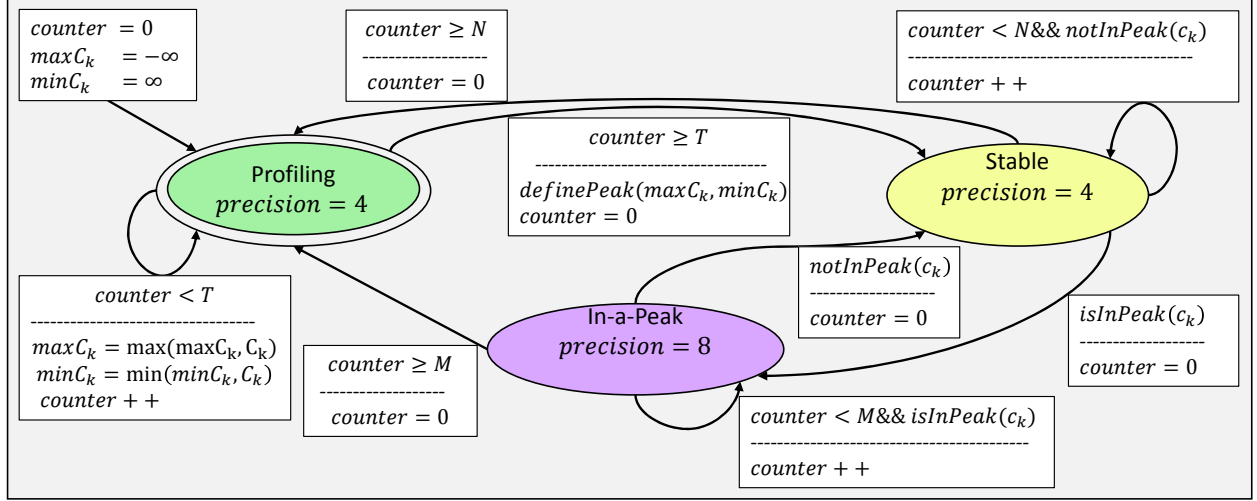 counter = 0
maxC_k = −∞
minC_k = ∞
counter ≥ N
-------------------
counter = 0
counter < N&& notInPeak(c_k)
-------------------------------------------
counter + +
Profiling
precision = 4
counter ≥ T
-----------------------------------
definePeak(maxC_k, minC_k)
counter = 0
Stable
precision = 4
counter < T
----------------------------------
maxC_k = max(maxC_k, C_k)
minC_k = min(minC_k, C_k)
counter + +
counter ≥ M
-------------------
counter = 0
In-a-Peak
precision = 8
notInPeak(c_k)
-------------------
counter = 0
isInPeak(c_k)
-------------------
counter = 0
counter < M&& isInPeak(c_k)
------------------------------------------
counter + +